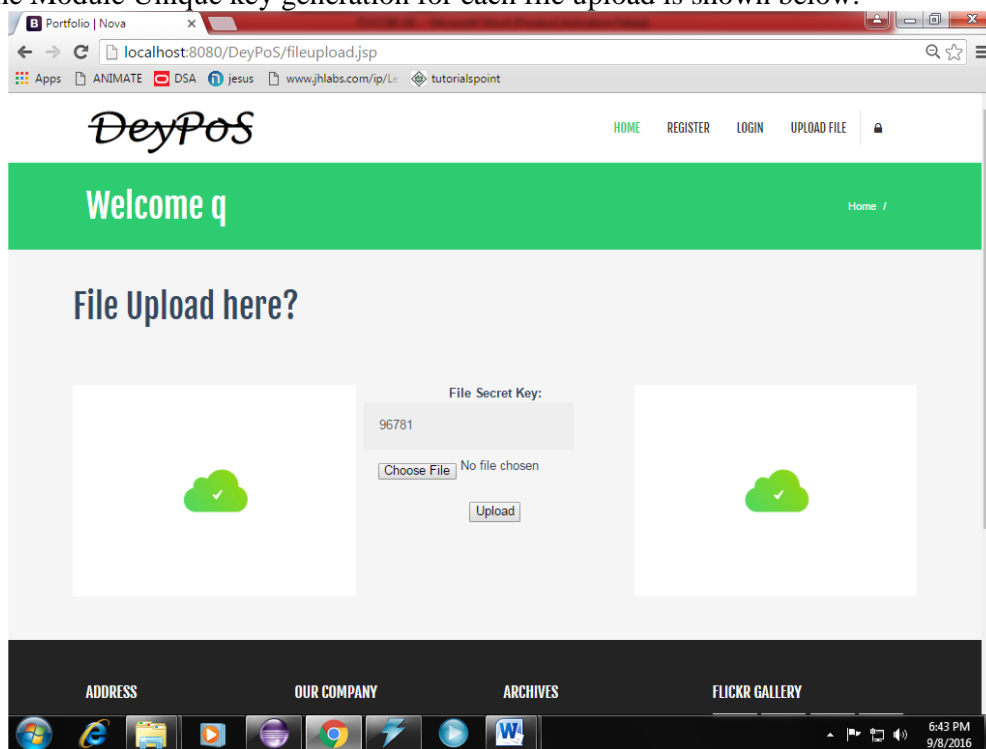 e Module Unique key generation for each file upload is shown below:
B Portfolio | Nova x
localhost:8080/DeyPoS/fileupload.jsp
Apps ANIMATE DSA jesus www.jhlabs.com/ip/Le tutorialspoint
DeyPoS
HOME REGISTER LOGIN UPLOAD FILE
Welcome q
Home /
File Upload here?
File Secret Key:
96781
Choose File No file chosen
Upload
ADDRESS OUR COMPANY ARCHIVES FLICKR GALLERY
6:43 PM
9/8/2016